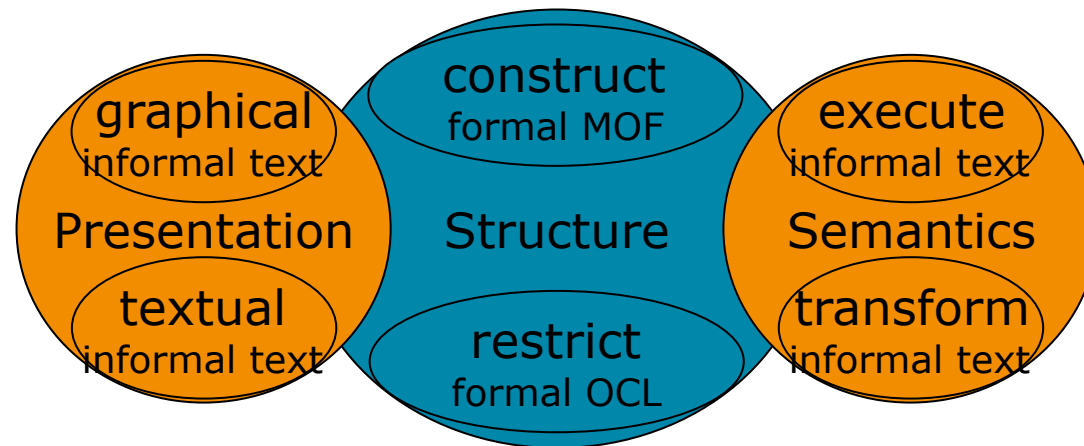 graphical
informal text
Presentation
textual
informal text
construct
formal MOF
Structure
restrict
formal OCL
execute
informal text
Semantics
transform
informal text